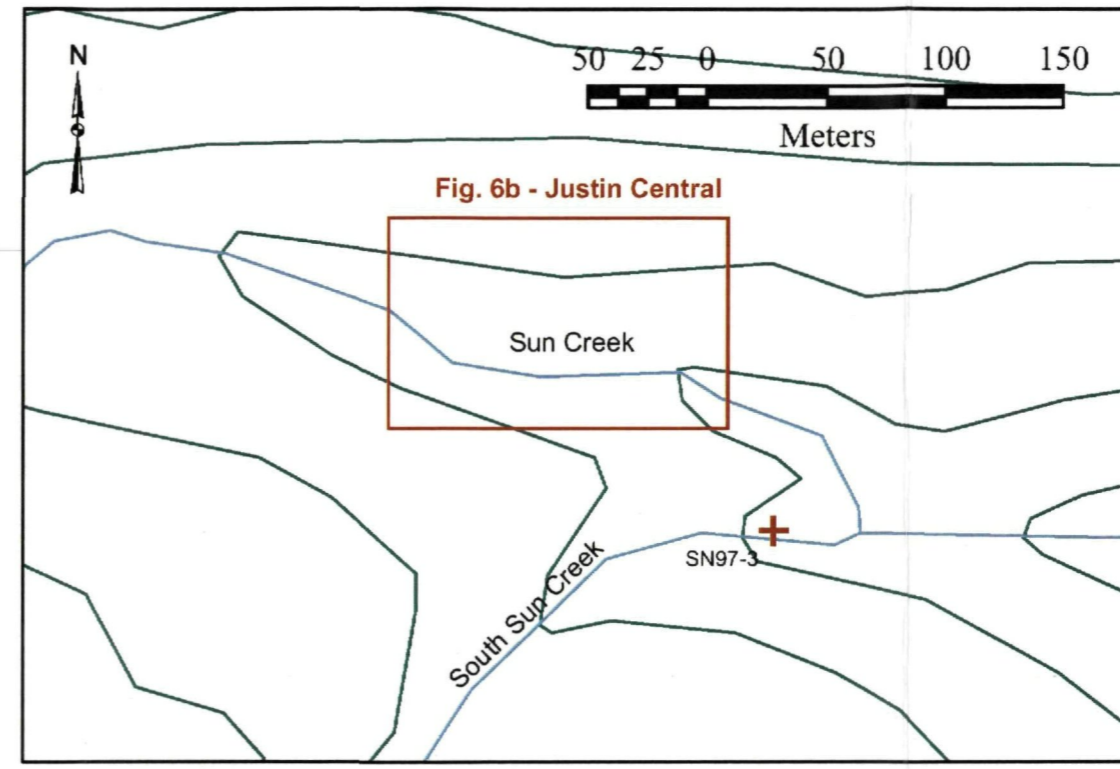 N
50 25 0 50 100 150
Meters
Fig. 6b - Justin Central
Sun Creek
SN97-3
South Sun Creek